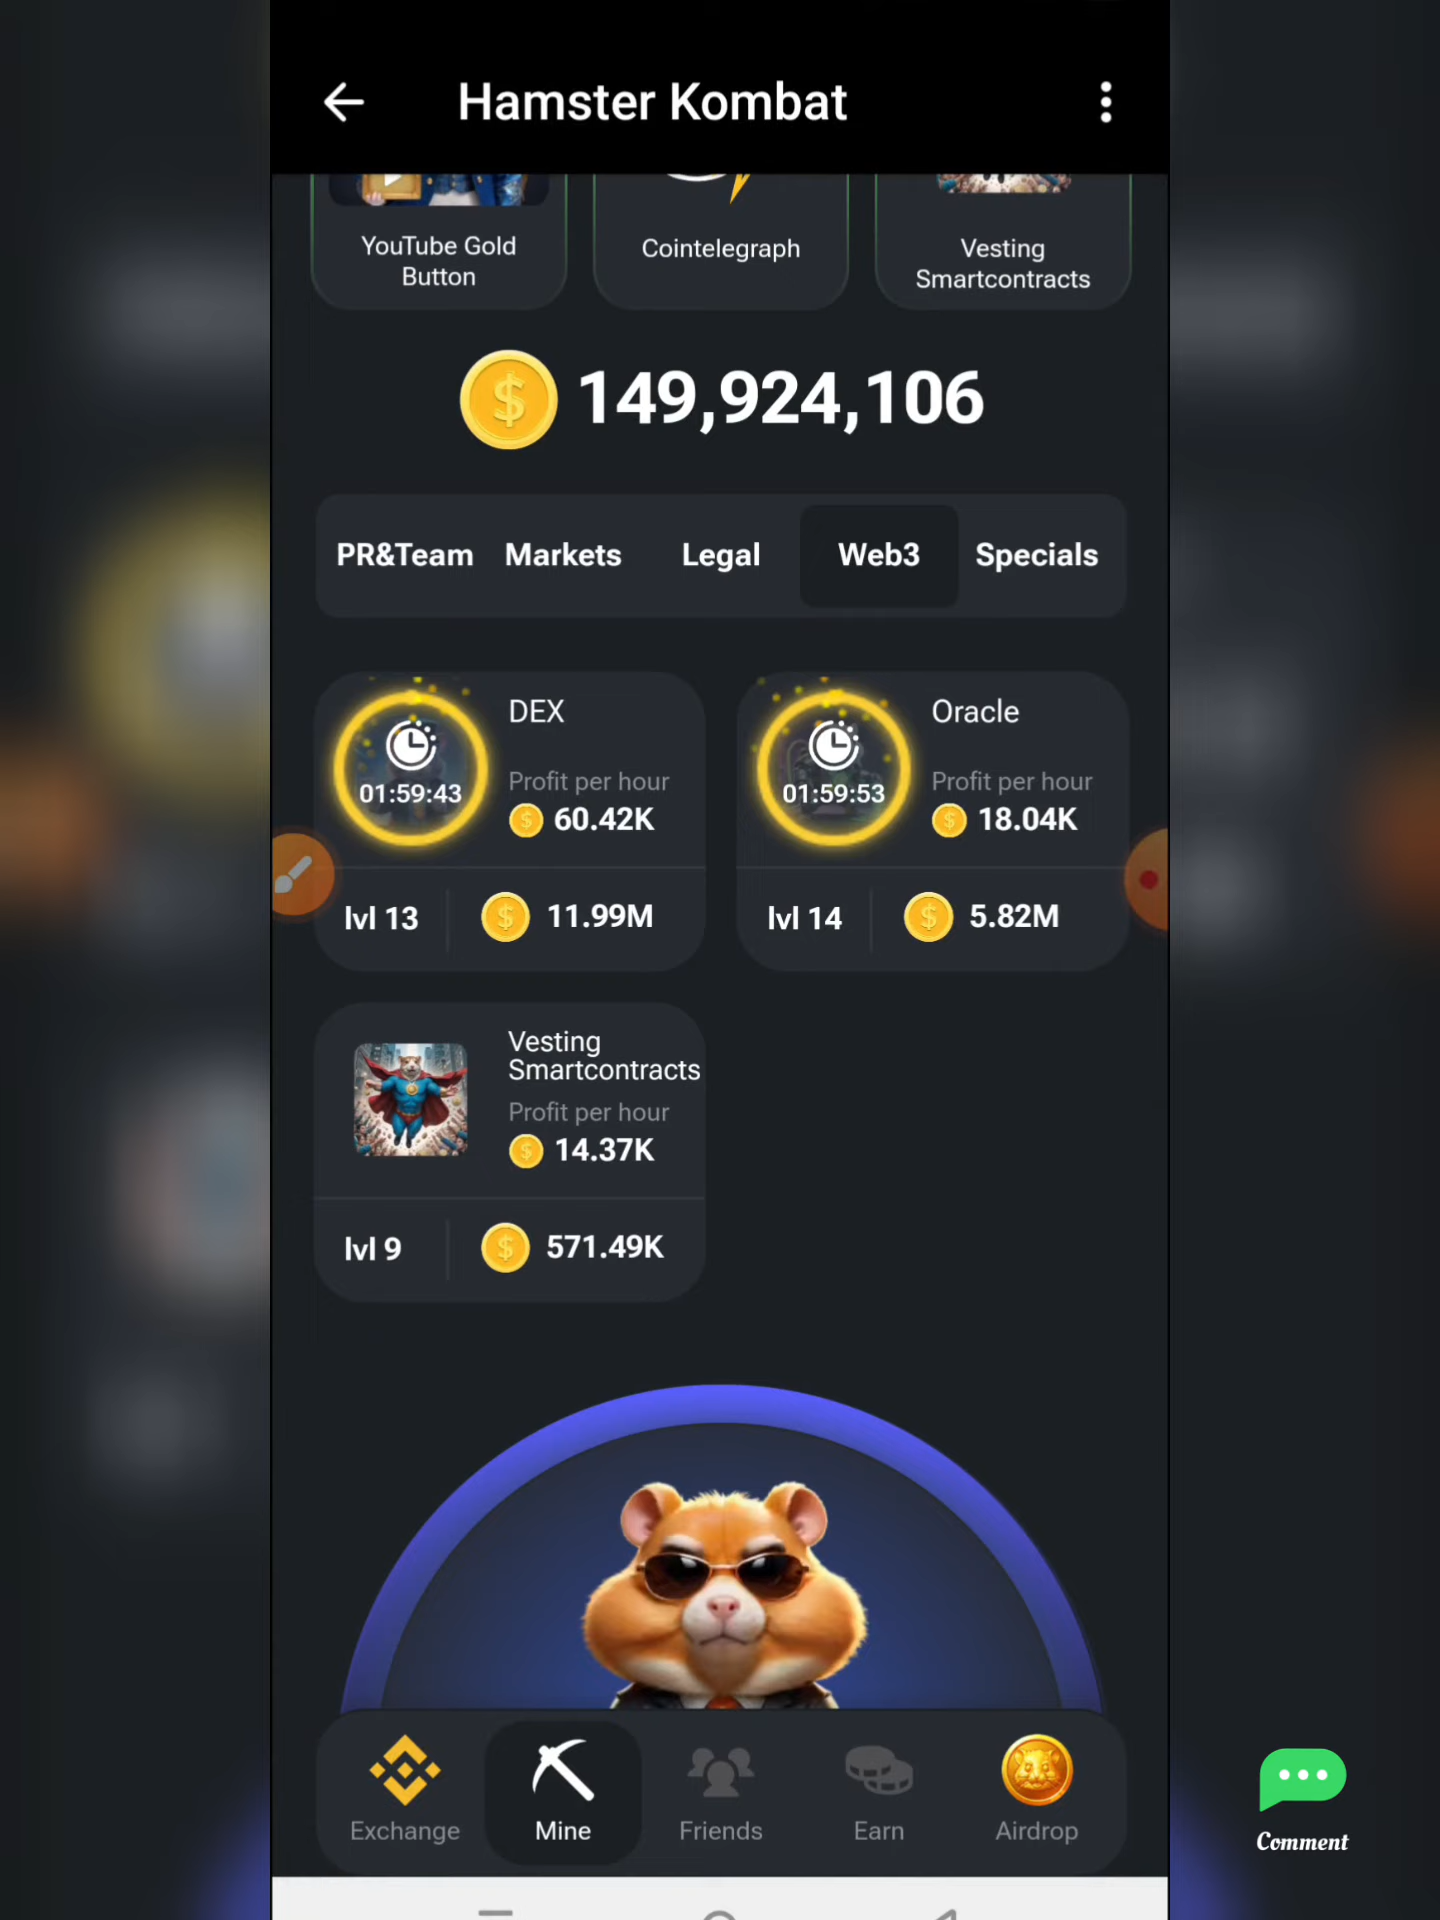 Hamster Kombat
YouTube Gold
Button
Cointelegraph
Vesting
Smartcontracts
149,924,106
PR&Team Markets Legal Web3 Specials
DEX
01:59:43
Profit per hour
60.42K
lvl 13
11.99M
Oracle
01:59:53
Profit per hour
18.04K
lvl 14
5.82M
Vesting
Smartcontracts
Profit per hour
14.37K
lvl 9
571.49K
Exchange Mine Friends Earn Airdrop
Comment